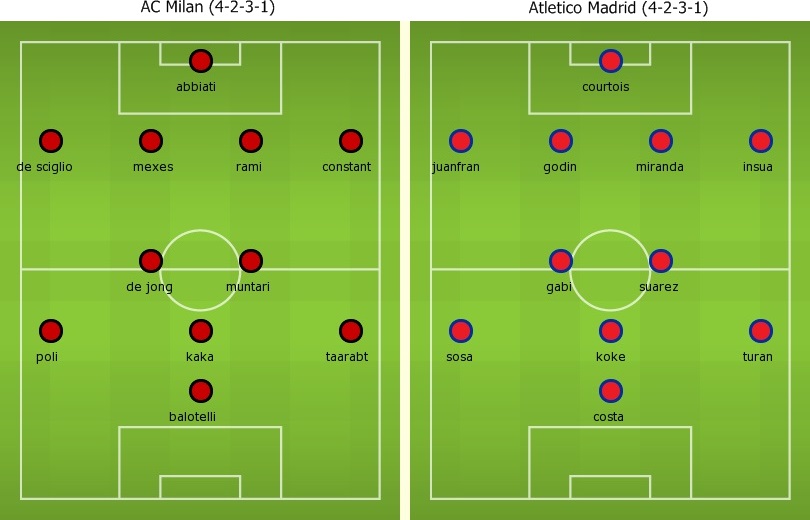 AC Milan (4-2-3-1)
abbiati
de sciglio mexes rami constant
de jong muntari
poli kaka taarabt
balotelli
Atletico Madrid (4-2-3-1)
courtois
juanfran godin miranda insua
gabi suarez
sosa koke turan
costa